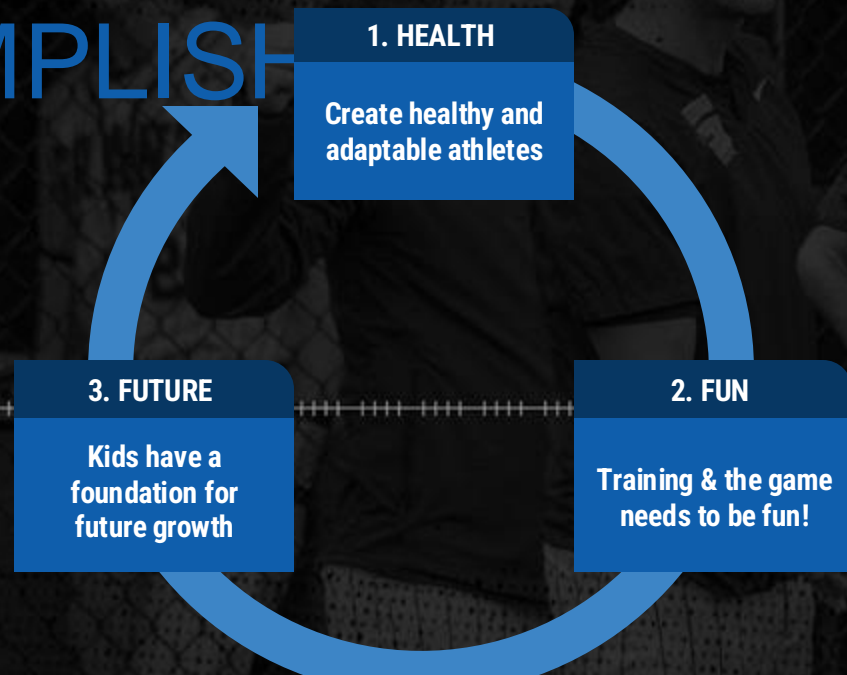 MPLISH
1. HEALTH
Create healthy and
adaptable athletes
3. FUTURE
Kids have a
foundation for
future growth
2. FUN
Training & the game
needs to be fun!